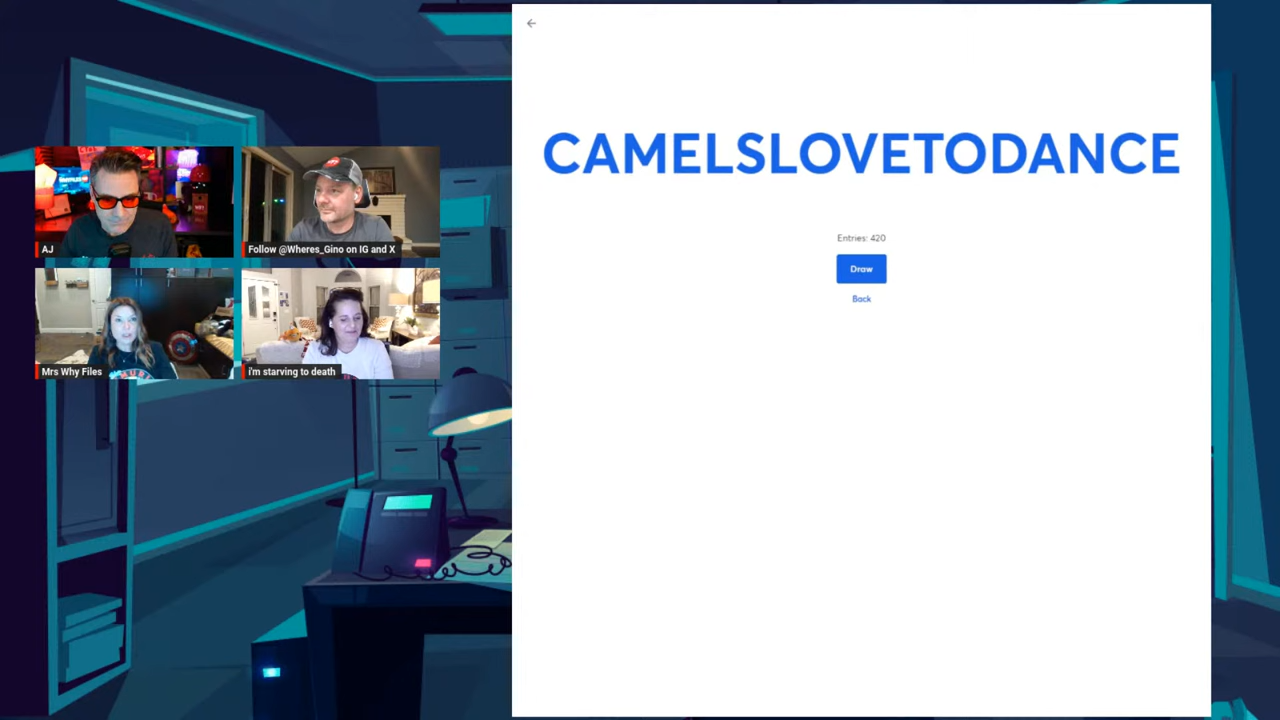 CAMELSLOVETODANCE
Entries: 420
Draw
Back
AJ
Follow @Wheres_Gino on IG and X
Mrs Why Files
i'm starving to death